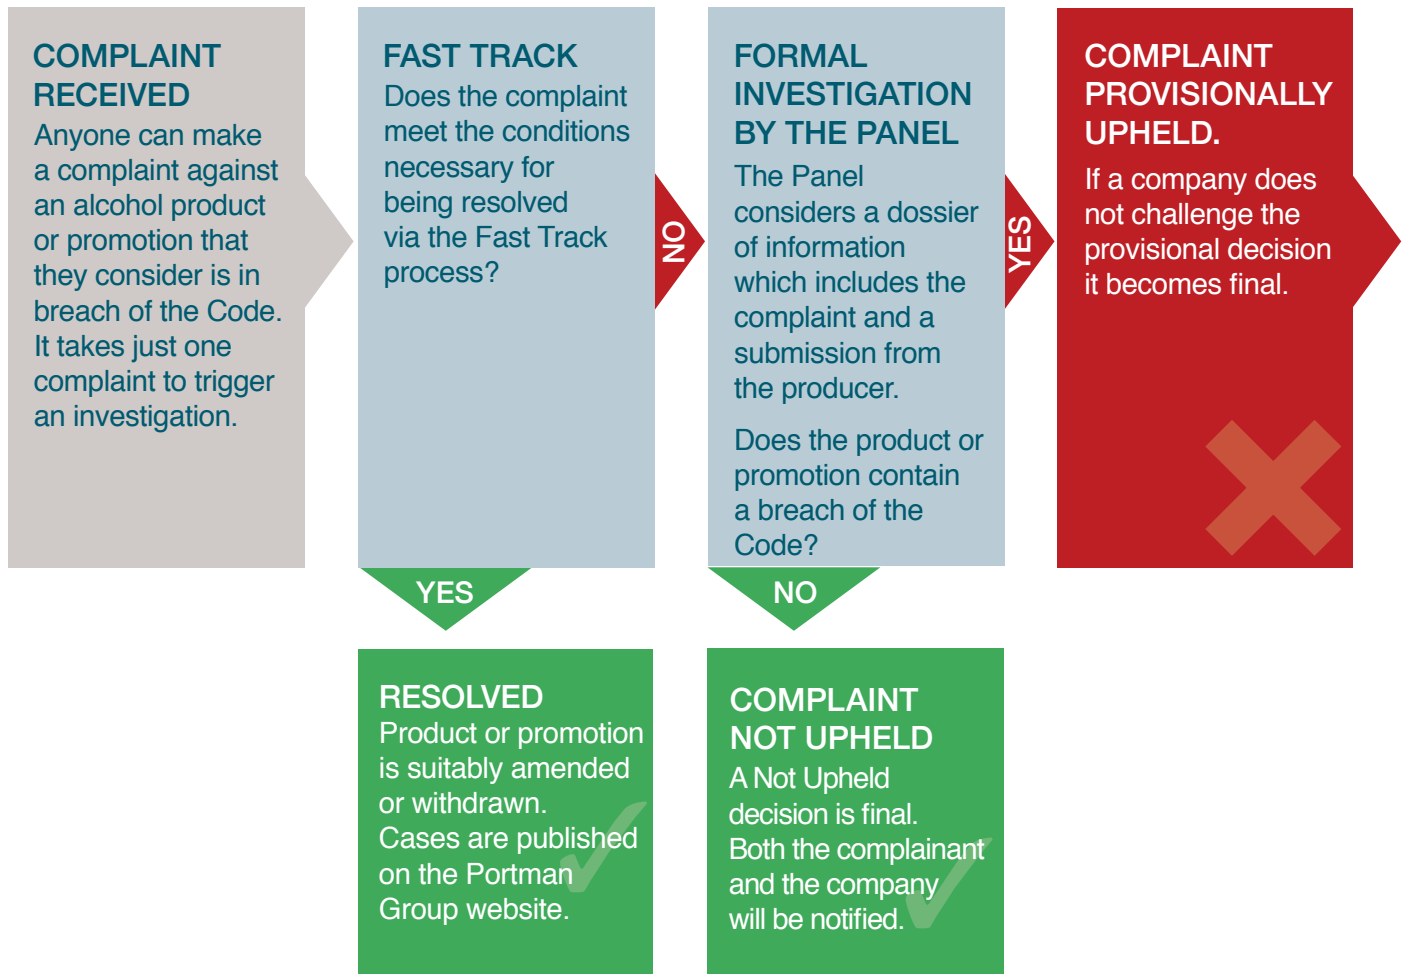 COMPLAINT
RECEIVED
Anyone can make
a complaint against
an alcohol product
or promotion that
they consider is in
breach of the Code.
It takes just one
complaint to trigger
an investigation.
FAST TRACK
Does the complaint
meet the conditions
necessary for
being resolved
via the Fast Track
process?
NO
YES
RESOLVED
Product or promotion
is suitably amended
or withdrawn.
Cases are published
on the Portman
Group website.
FORMAL
INVESTIGATION
BY THE PANEL
The Panel
considers a dossier
of information
which includes the
complaint and a
submission from
the producer.
Does the product or
promotion contain
a breach of the
Code?
YES
NO
COMPLAINT
NOT UPHELD
A Not Upheld
decision is final.
Both the complainant
and the company
will be notified.
COMPLAINT
PROVISIONALLY
UPHELD.
If a company does
not challenge the
provisional decision
it becomes final.